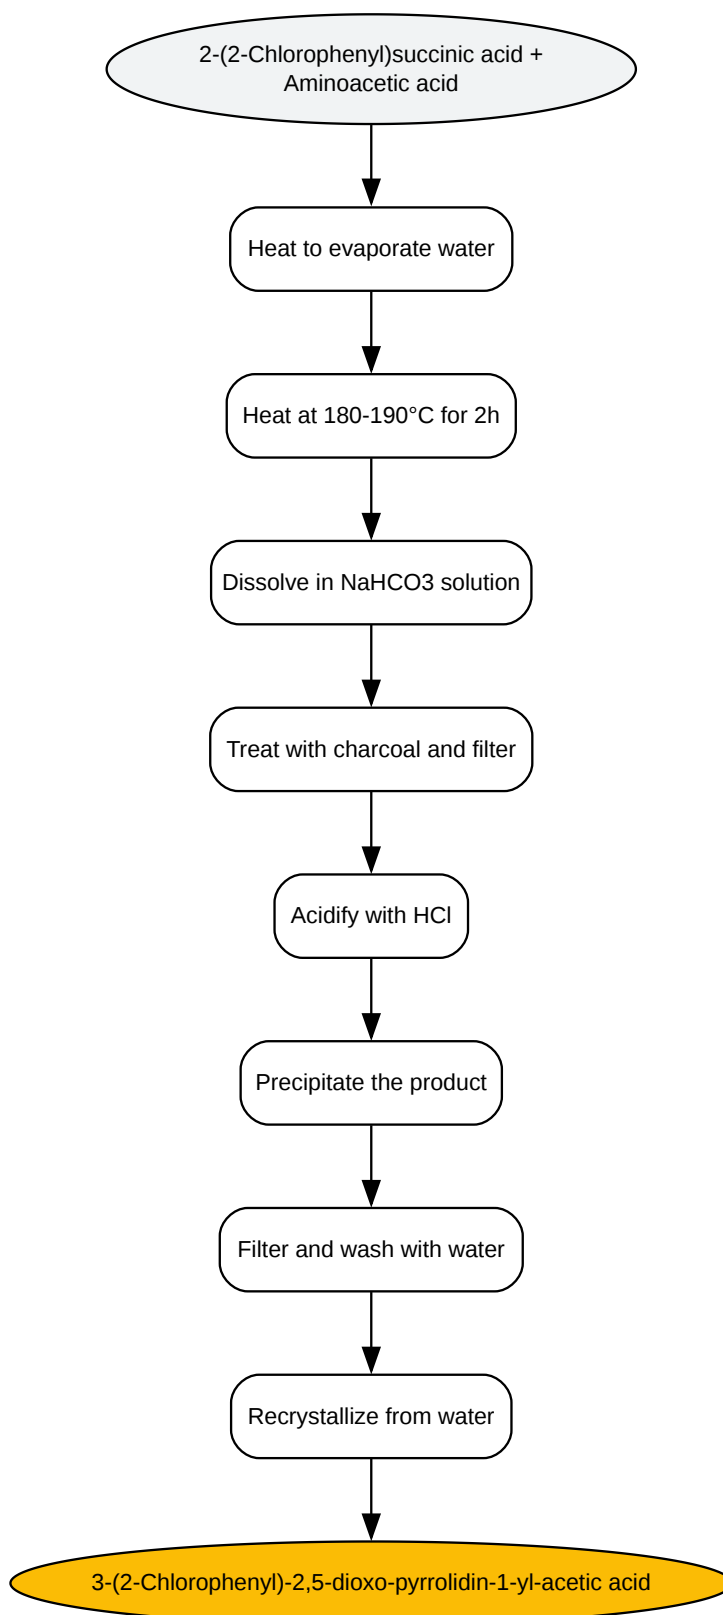 2-(2-Chlorophenyl)succinic acid +
Aminoacetic acid
Heat to evaporate water
Heat at 180-190°C for 2h
Dissolve in NaHCO3 solution
Treat with charcoal and filter
Acidify with HCl
Precipitate the product
Filter and wash with water
Recrystallize from water
3-(2-Chlorophenyl)-2,5-dioxo-pyrrolidin-1-yl-acetic acid